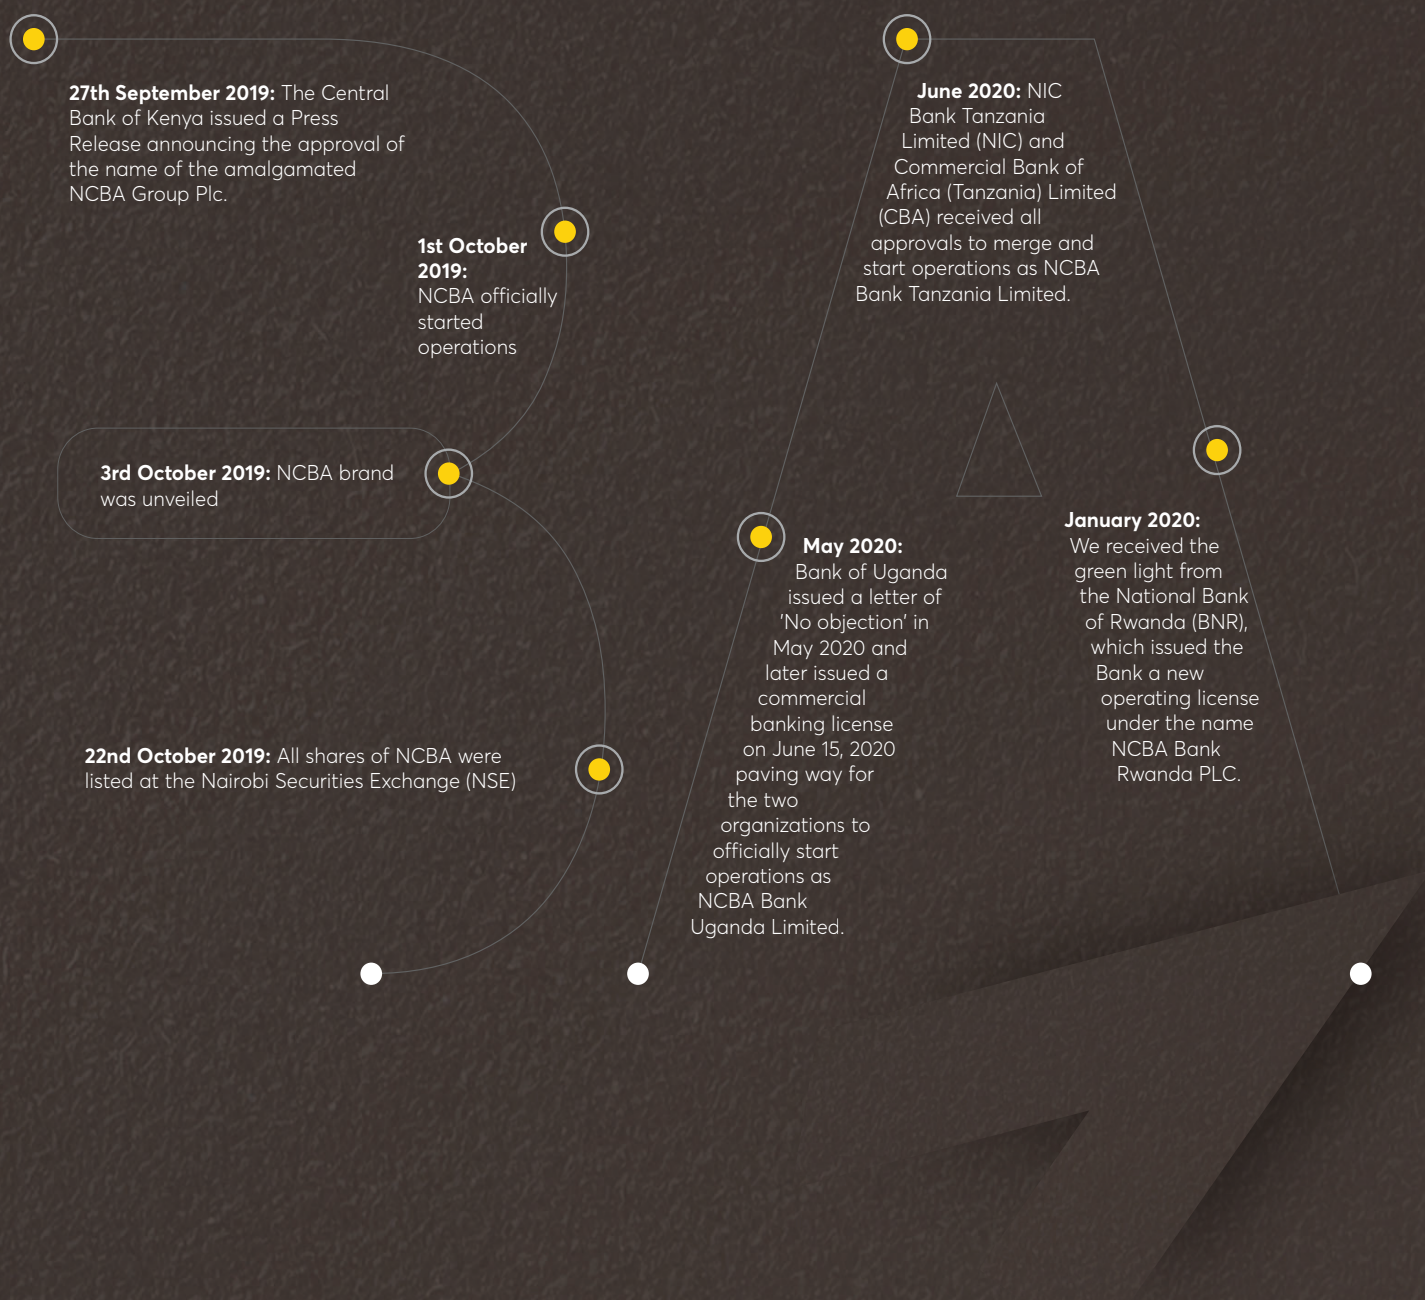 27th September 2019: The Central
Bank of Kenya issued a Press
Release announcing the approval of
the name of the amalgamated
NCBA Group Plc.
1st October
2019:
NCBA officially
started
operations
3rd October 2019: NCBA brand
was unveiled
22nd October 2019: All shares of NCBA were
listed at the Nairobi Securities Exchange (NSE)
June 2020: NIC
Bank Tanzania
Limited (NIC) and
Commercial Bank of
Africa (Tanzania) Limited
(CBA) received all
approvals to merge and
start operations as NCBA
Bank Tanzania Limited.
May 2020:
Bank of Uganda
issued a letter of
'No objection' in
May 2020 and
later issued a
commercial
banking license
on June 15, 2020
paving way for
the two
organizations to
officially start
operations as
NCBA Bank
Uganda Limited.
January 2020:
We received the
green light from
the National Bank
of Rwanda (BNR),
which issued the
Bank a new
operating license
under the name
NCBA Bank
Rwanda PLC.